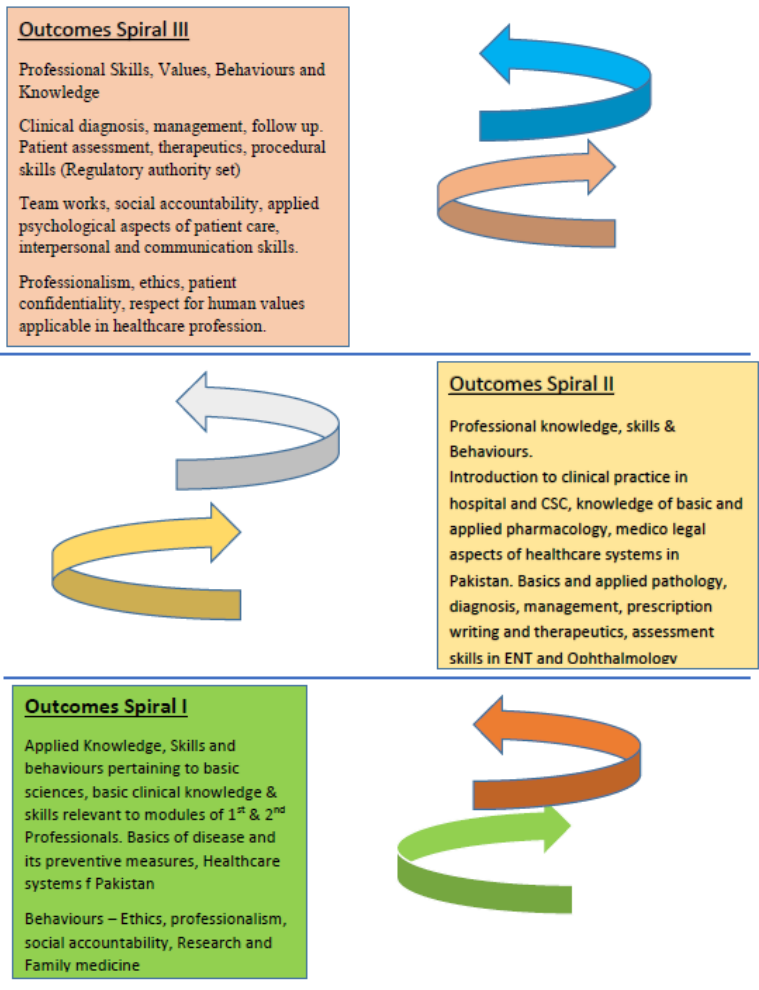 Outcomes Spiral III
Professional Skills, Values, Behaviours and
Knowledge
Clinical diagnosis, management, follow up.
Patient assessment, therapeutics, procedural
skills (Regulatory authority set)
Team works, social accountability, applied
psychological aspects of patient care,
interpersonal and communication skills.
Professionalism, ethics, patient
confidentiality, respect for human values
applicable in healthcare profession.
Outcomes Spiral II
Professional knowledge, skills &
Behaviours.
Introduction to clinical practice in
hospital and CSC, knowledge of basic and
applied pharmacology, medico legal
aspects of healthcare systems in
Pakistan. Basics and applied pathology,
diagnosis, management, prescription
writing and therapeutics, assessment
skills in ENT and Ophthalmology
Outcomes Spiral I
Applied Knowledge, Skills and
behaviours pertaining to basic
sciences, basic clinical knowledge &
skills relevant to modules of 1st & 2nd
Professionals. Basics of disease and
its preventive measures, Healthcare
systems f Pakistan
Behaviours – Ethics, professionalism,
social accountability, Research and
Family medicine